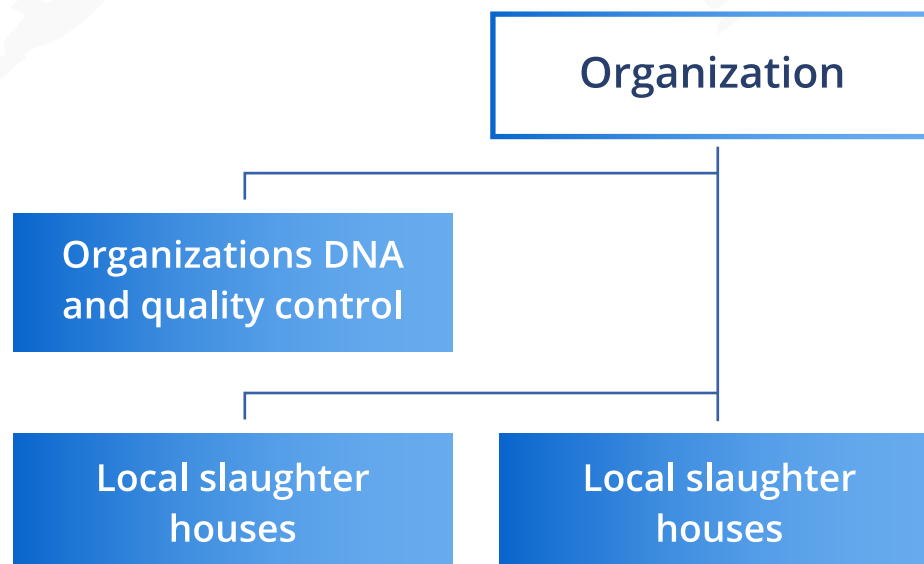 Organization
Organizations DNA
and quality control
Local slaughter
houses
Local slaughter
houses